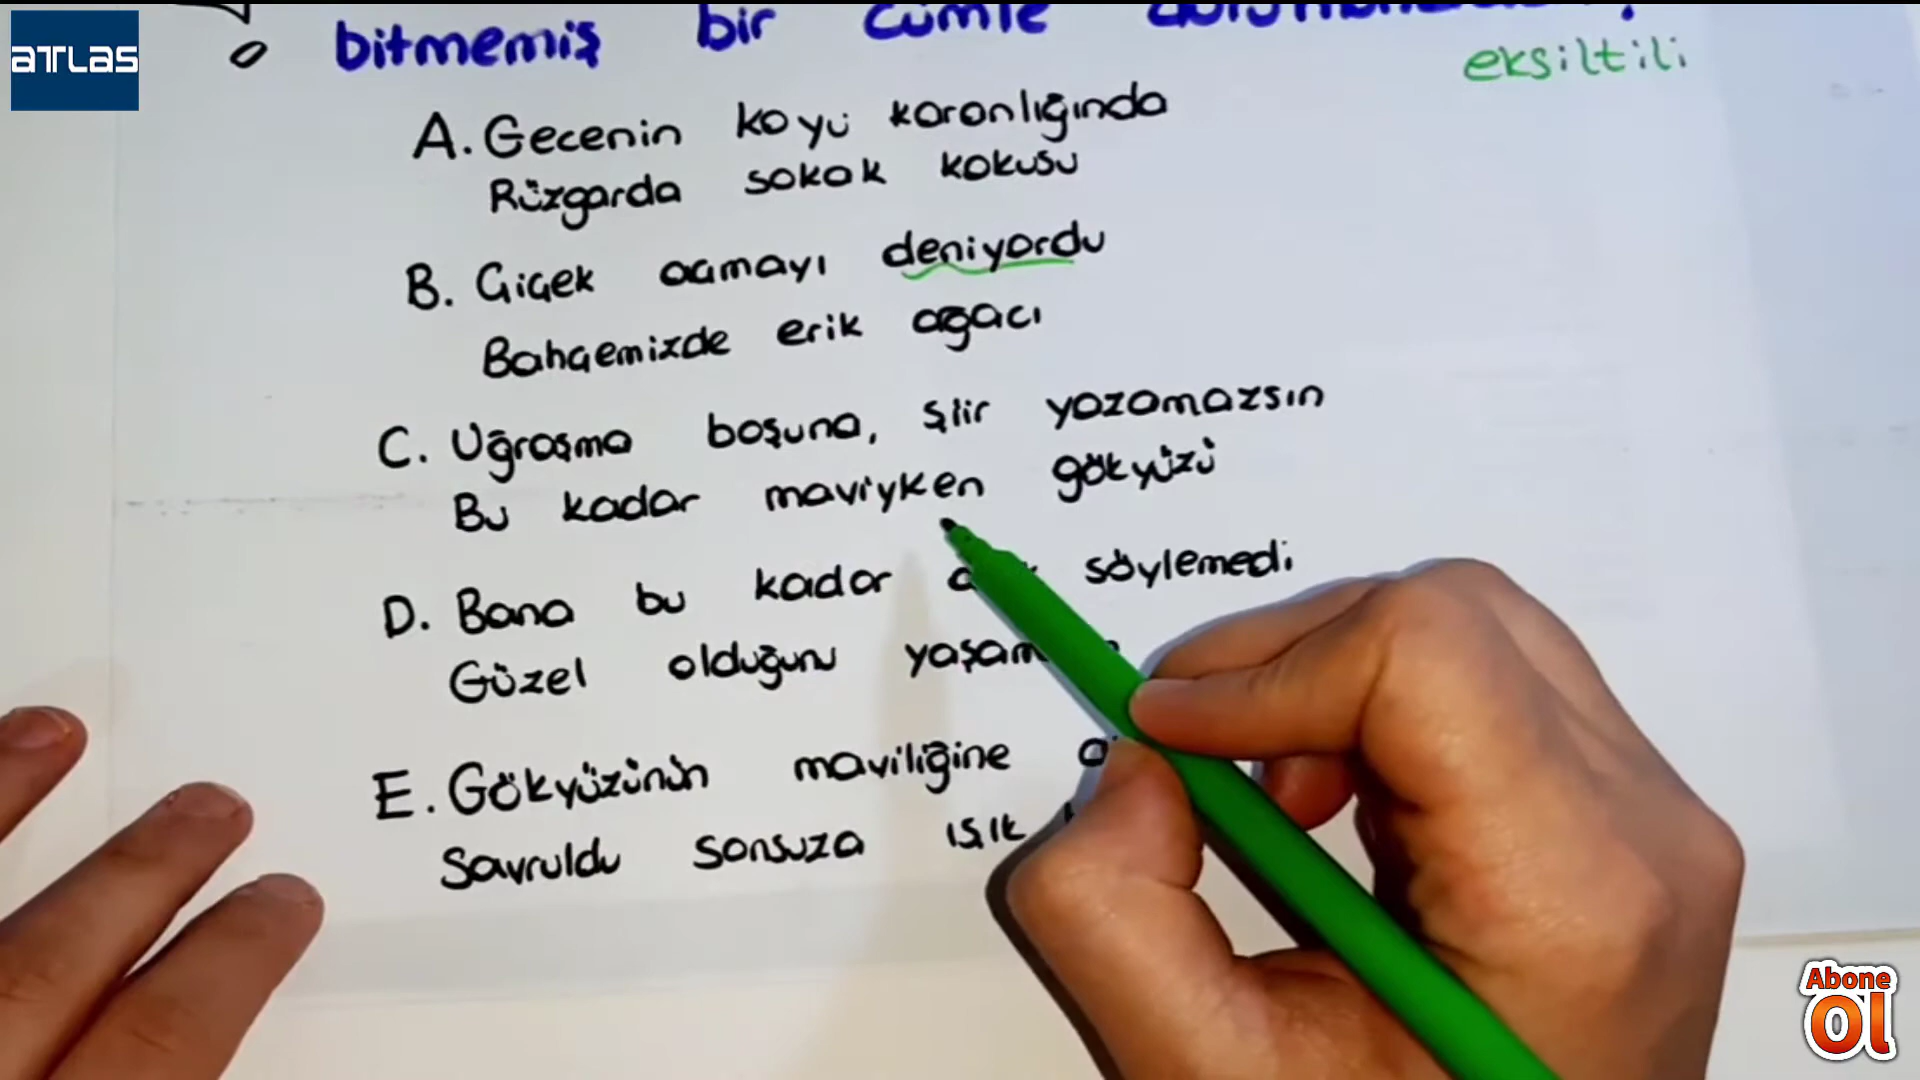 ATLAS
bitmemiş bir cümle
eksiltili
A. Gecenin koyu karanlığında
Rüzgarda sokak kokusu
B. Çiçek açmayı deniyordu
Bahçemizde erik ağacı
C. Uğraşma boşuna, şiir yazamazsın
Bu kadar maviyken gökyüzü
D. Bana bu kadar söylemedi
Güzel olduğunu
E. Gökyüzünün maviliğine
Savruldu sonsuza ışık
Abone
Ol